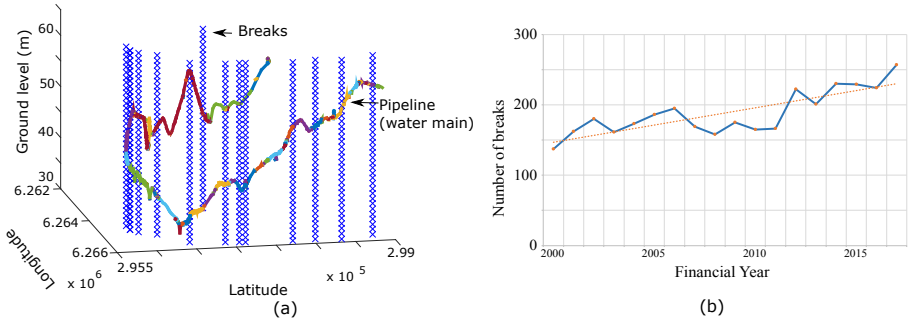 60
50
40
30
Ground level (m)
Breaks
Pipeline
(water main)
6.262
6.264
6.266
Longitude
x 10 6
2.955
2.99
x 10 5
Latitude
(a)
300
200
100
0
Number of breaks
2000
2005
2010
2015
Financial Year
(b)